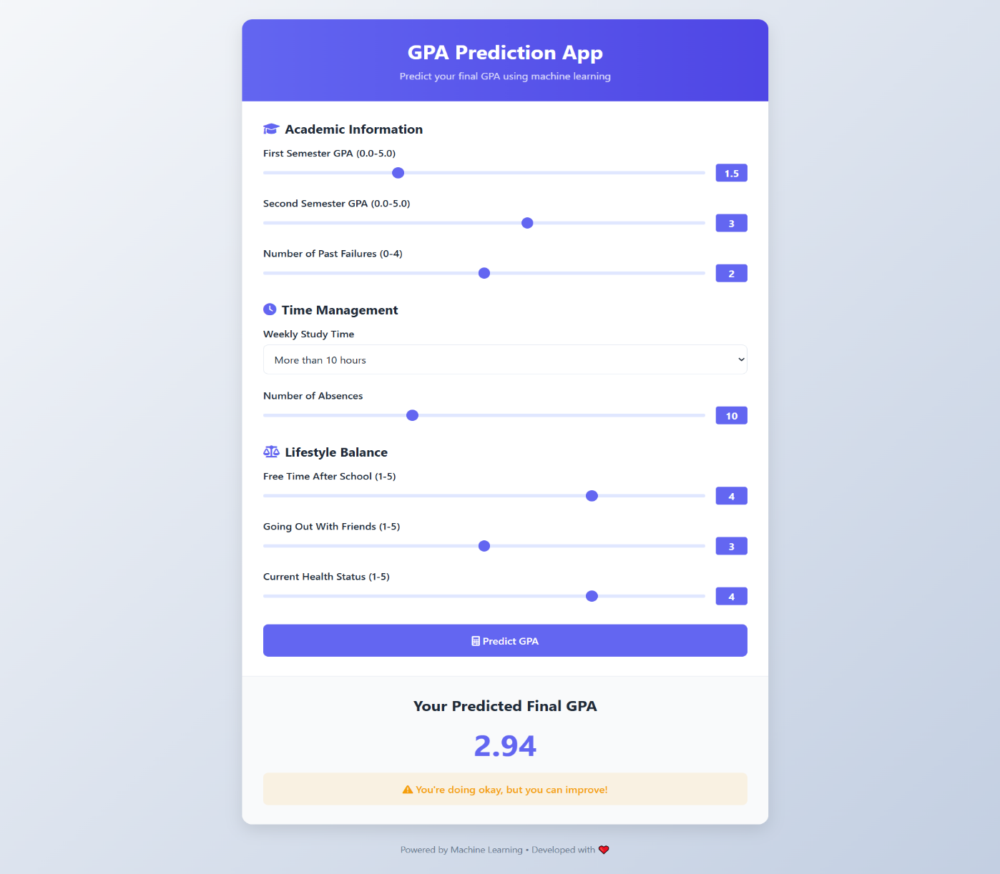 GPA Prediction App
Predict your final GPA using machine learning
Academic Information
First Semester GPA (0.0-5.0)
1.5
Second Semester GPA (0.0-5.0)
3
Number of Past Failures (0-4)
2
Time Management
Weekly Study Time
More than 10 hours
Number of Absences
10
Lifestyle Balance
Free Time After School (1-5)
4
Going Out With Friends (1-5)
3
Current Health Status (1-5)
4
Predict GPA
Your Predicted Final GPA
2.94
You're doing okay, but you can improve!
Powered by Machine Learning • Developed with ❤️